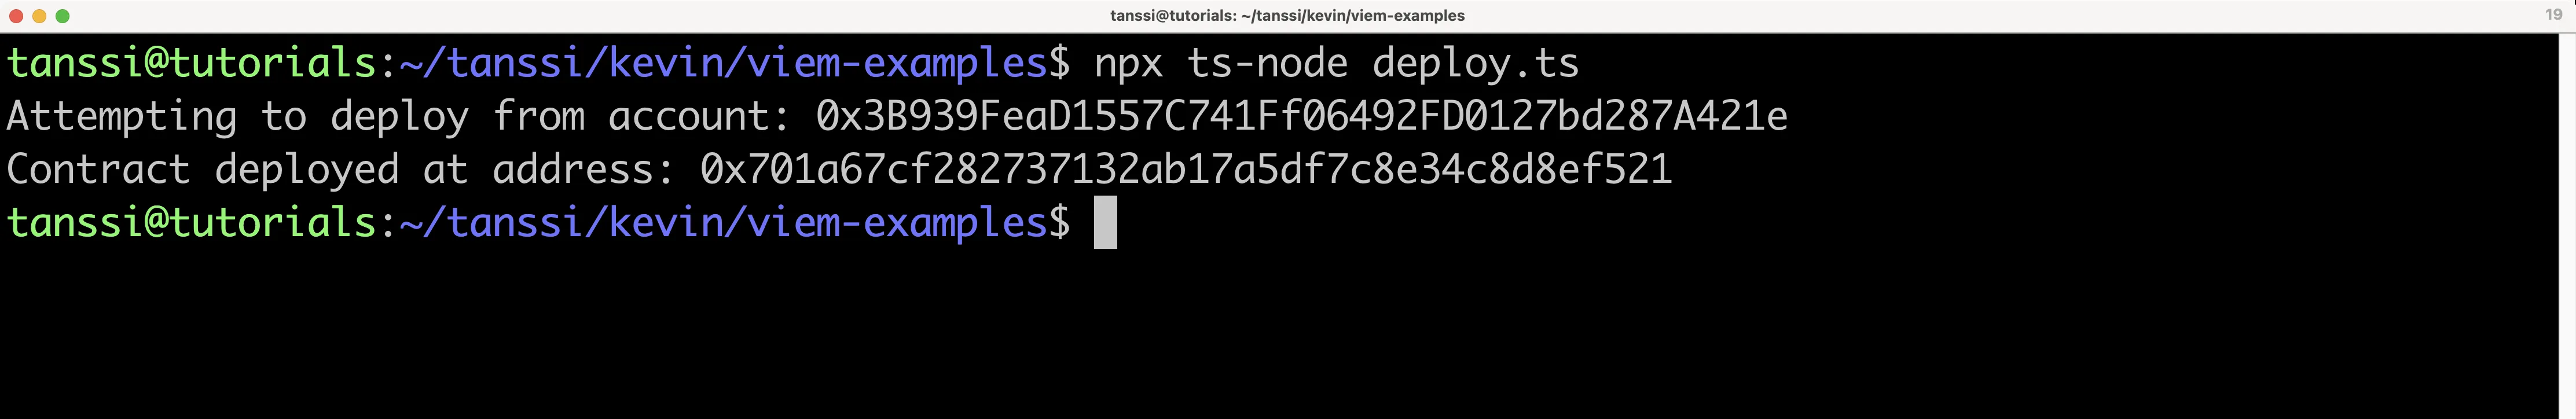 tanssi@tutorials: ~/tanssi/kevin/viem-examples
19
tanssi@tutorials:~/tanssi/kevin/viem-examples$ npx ts-node deploy.ts
Attempting to deploy from account: 0x3B939FeaD1557C741Ff06492FD0127bd287A421e
Contract deployed at address: 0x701a67cf282737132ab17a5df7c8e34c8d8ef521
tanssi@tutorials:~/tanssi/kevin/viem-examples$